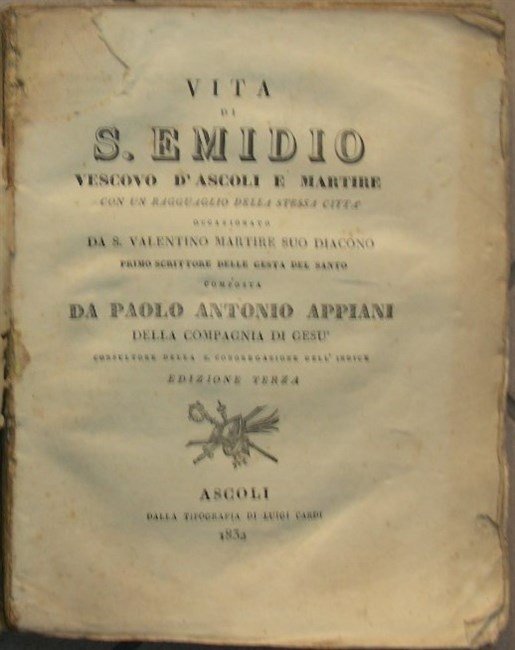 VITA
DI
S. EMIDIO
VESCOVO D'ASCOLI E MARTIRE
CON UN RAGGUAGLIO DELLA STESSA CITTA'
OCCASIONATO
DA S. VALENTINO MARTIRE SUO DIACONO
PRIMO SCRITTORE DELLE GESTA DEL SANTO
COMPOSTA
DA PAOLO ANTONIO APPIANI
DELLA COMPAGNIA DI GESU'
CONSULTORE DELLA S. CONGREGAZIONE DELL'INDICE
EDIZIONE TERZA
ASCOLI
DALLA TIPOGRAFIA DI LUIGI CARDI
1832